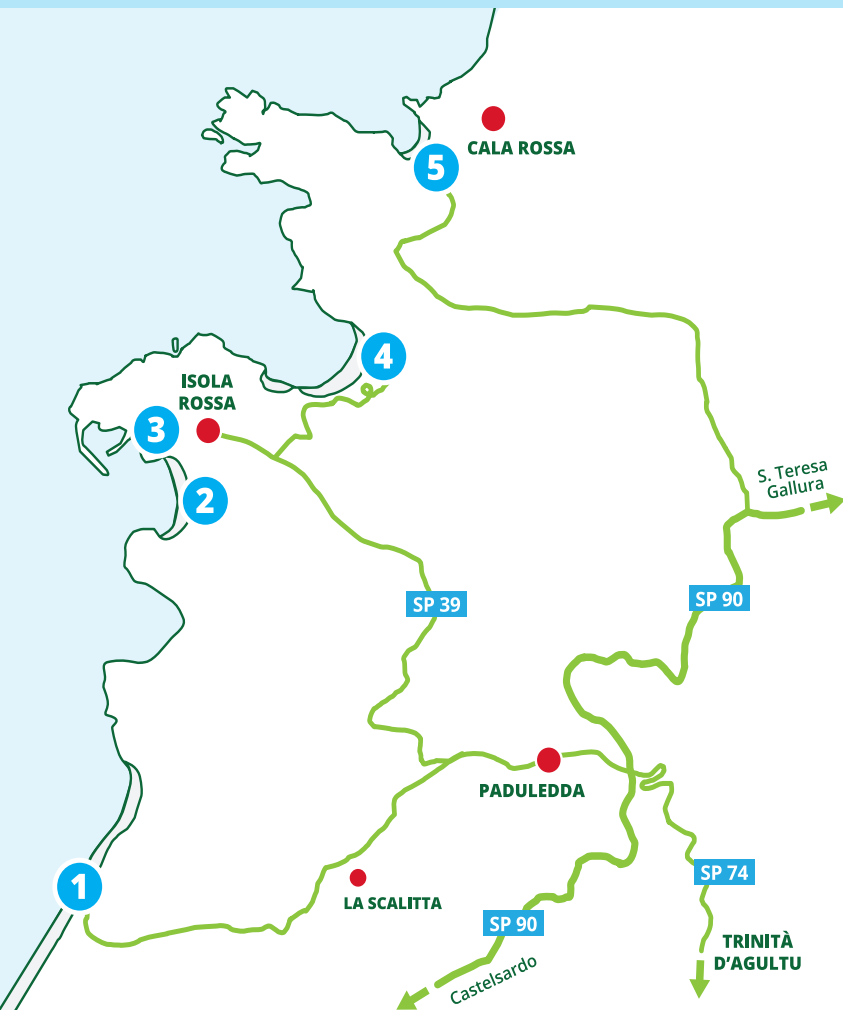 CALA ROSSA
5
4
ISOLA
ROSSA
3
2
S. Teresa
Gallura
SP 39
SP 90
PADULEDDA
1
LA SCALITTA
SP 74
SP 90
TRINITÀ
D'AGULTU
Castelsardo